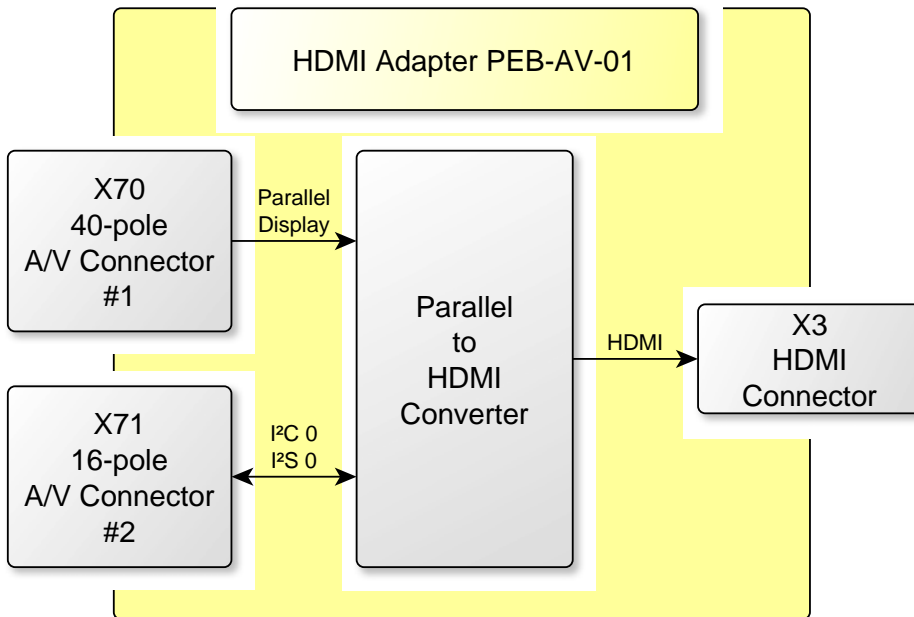 HDMI Adapter PEB-AV-01
X70
40-pole
A/V Connector
#1
Parallel
Display
Parallel
to
HDMI
Converter
HDMI
X3
HDMI
Connector
X71
16-pole
A/V Connector
#2
I²C 0
I²S 0